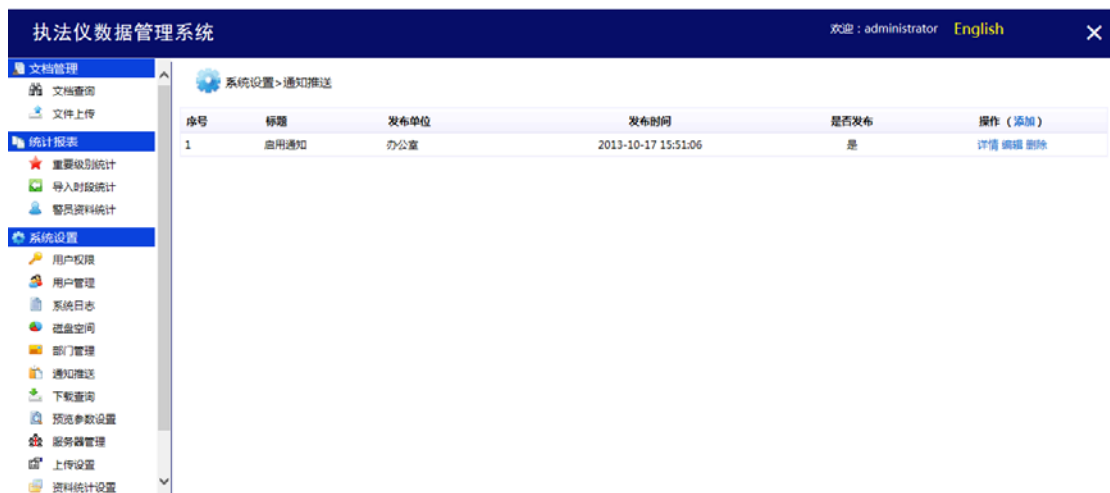 执法仪数据管理系统
欢迎：administrator English
文档管理
文档查询
文件上传
统计报表
重要级别统计
导入时段统计
警员资料统计
系统设置
用户权限
用户管理
系统日志
磁盘空间
部门管理
通知推送
下载查询
预览参数设置
服务器管理
上传设置
资料统计设置
系统设置>通知推送
序号 标题 发布单位 发布时间 是否发布 操作（添加）
1 启用通知 办公室 2013-10-17 15:51:06 是 详情 编辑 删除